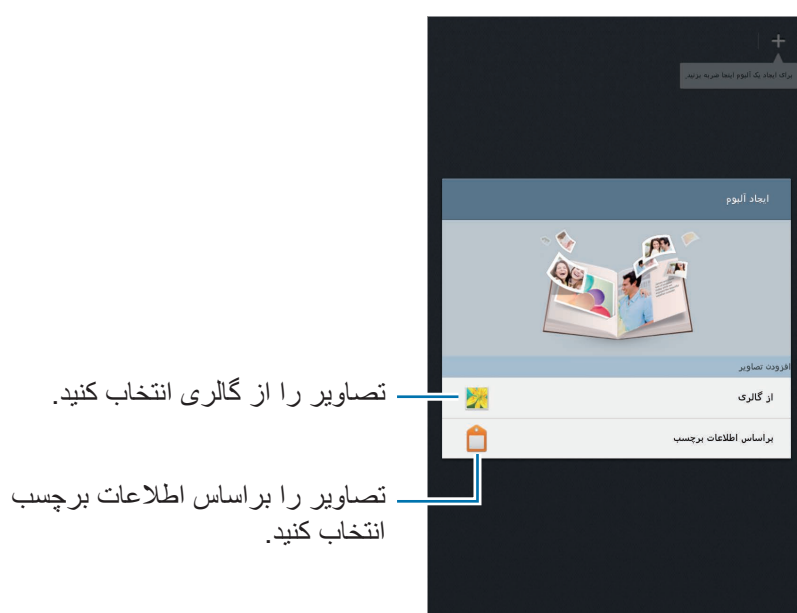 برای ایجاد یک آلبوم اینجا ضربه بزنید.
ایجاد آلبوم
افزودن تصاویر
از گالری
براساس اطلاعات برچسب
تصاویر را از گالری انتخاب کنید.
تصاویر را براساس اطلاعات برچسب
انتخاب کنید.